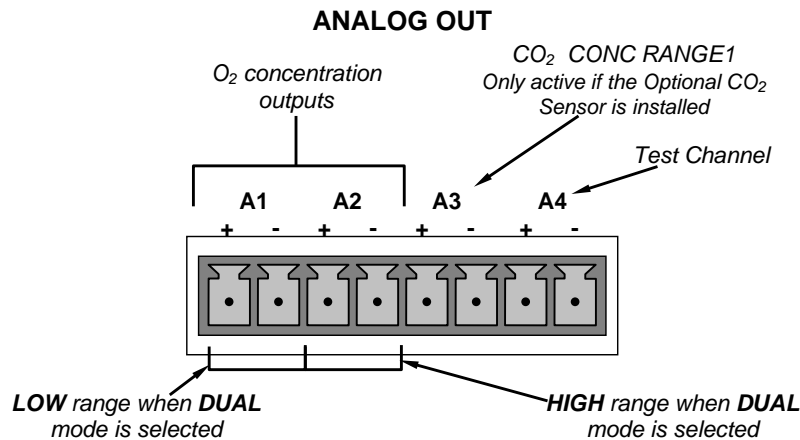 ANALOG OUT
O₂ concentration
outputs
CO₂ CONC RANGE1
Only active if the Optional CO₂
Sensor is installed
Test Channel
A1 A2 A3 A4
+ - + - + - + -
LOW range when DUAL
mode is selected
HIGH range when DUAL
mode is selected